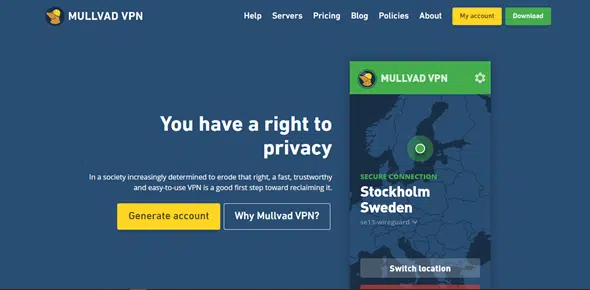 MULLVAD VPN
Help Servers Pricing Blog Policies About My account Download
You have a right to
privacy
In a society increasingly determined to erode that right, a fast, trustworthy
and easy-to-use VPN is a good first step toward reclaiming it.
Generate account Why Mullvad VPN?
MULLVAD VPN
SECURE CONNECTION
Stockholm
Sweden
se13-wireguard
Switch location